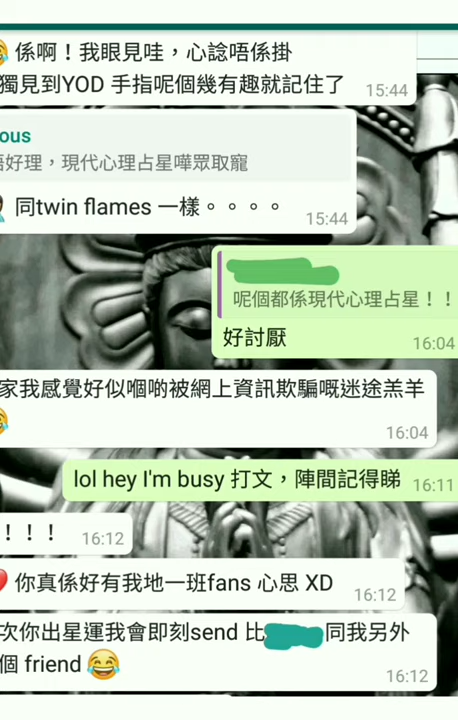 😂 係啊！我眼見哇，心諗唔係掛
獨見到YOD 手指呢個幾有趣就記住了
15:44
ous
唔好理，現代心理占星嘩眾取寵
同twin flames 一樣。。。。
15:44
呢個都係現代心理占星！！
好討厭
16:04
家我感覺好似嗰啲被網上資訊欺騙嘅迷途羔羊
16:04
lol hey I'm busy 打文，陣間記得睇
16:11
！！！
16:12
❤️ 你真係好有我地一班fans 心思 XD
16:12
次你出星運我會即刻send 比
同我另外
個 friend 😂
16:12